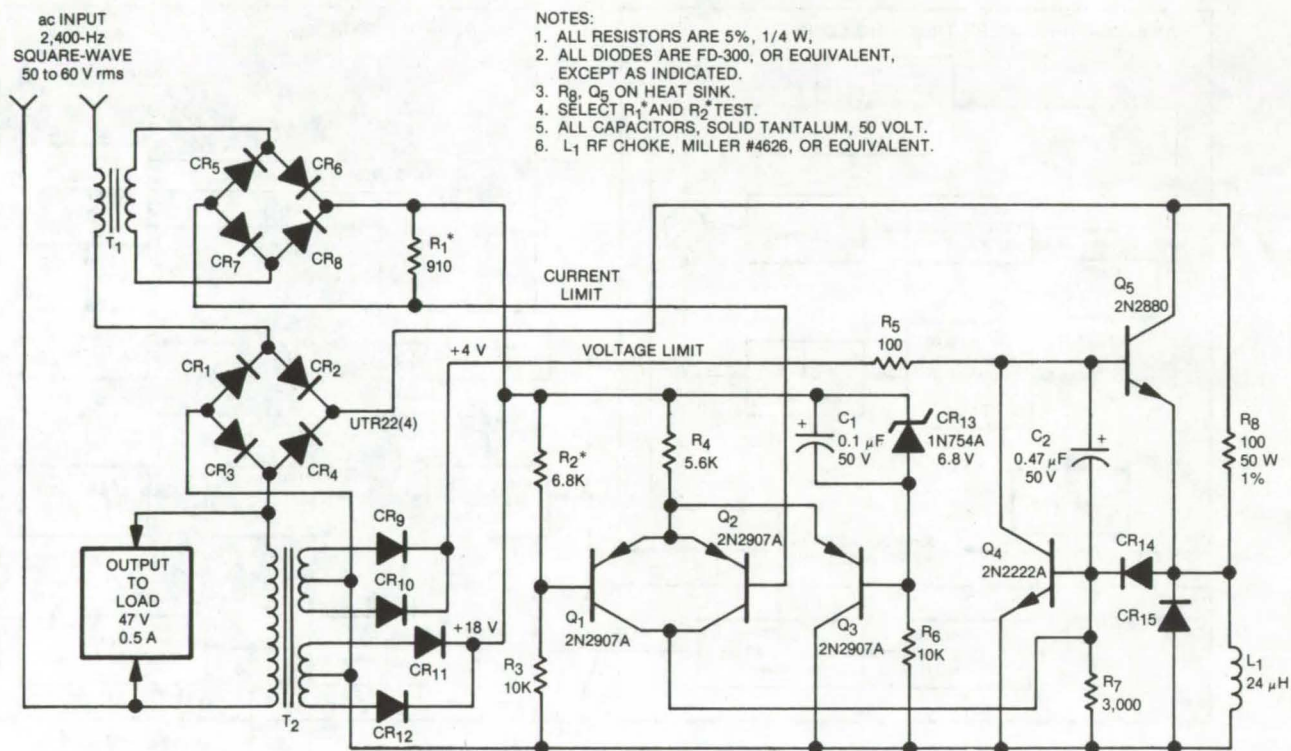 ac INPUT
2,400-Hz
SQUARE-WAVE
50 to 60 V rms
NOTES:
1. ALL RESISTORS ARE 5%, 1/4 W,
2. ALL DIODES ARE FD-300, OR EQUIVALENT,
EXCEPT AS INDICATED.
3. R8, Q5 ON HEAT SINK.
4. SELECT R1* AND R2* TEST.
5. ALL CAPACITORS, SOLID TANTALUM, 50 VOLT.
6. L1 RF CHOKE, MILLER #4626, OR EQUIVALENT.
CR5
CR6
T1
CR7
CR8
R1*
910
CURRENT
LIMIT
Q5
2N2880
CR1
CR2
+4 V
VOLTAGE LIMIT
R5
100
UTR22(4)
CR3
CR4
R2*
6.8K
R4
5.6K
+
C1
0.1 µF
50 V
CR13
1N754A
6.8 V
C2
0.47 µF
50 V
+
R8
100
50 W
1%
OUTPUT
TO
LOAD
47 V
0.5 A
CR9
CR10
+18 V
CR11
CR12
T2
Q1
2N2907A
Q2
2N2907A
Q3
2N2907A
Q4
2N2222A
CR14
CR15
R3
10K
R6
10K
R7
3,000
L1
24 µH